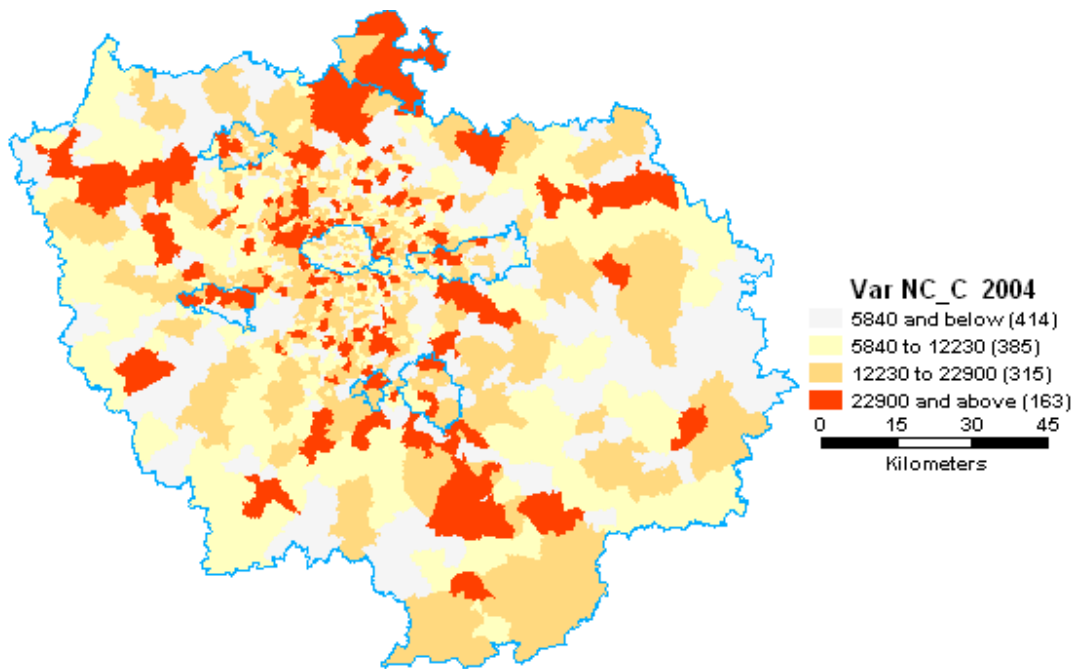 Var NC_C 2004
5840 and below (414)
5840 to 12230 (385)
12230 to 22900 (315)
22900 and above (163)
0 15 30 45
Kilometers